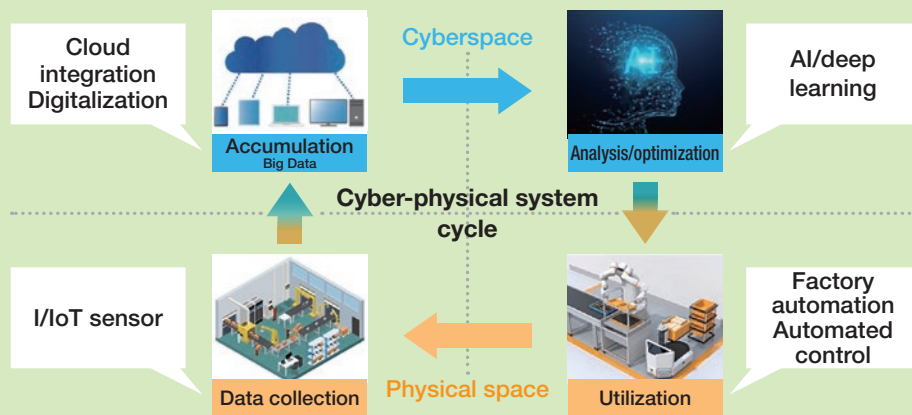 Cloud
integration
Digitalization
Accumulation
Big Data
Cyberspace
AI
Analysis/optimization
AI/deep
learning
Cyber-physical system
cycle
I/IoT sensor
Data collection
Physical space
Utilization
Factory
automation
Automated
control